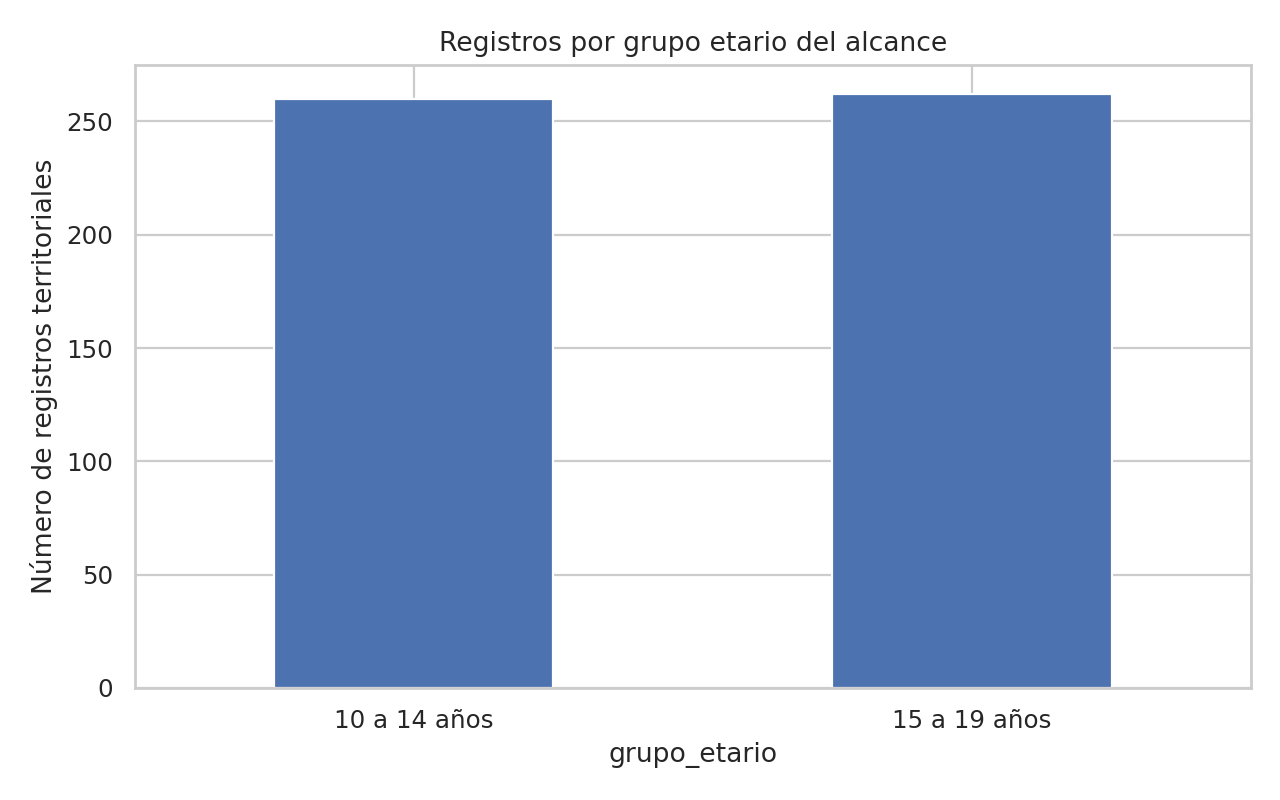 Registros por grupo etario del alcance
Número de registros territoriales
250
200
150
100
50
0
10 a 14 años
15 a 19 años
grupo_etario